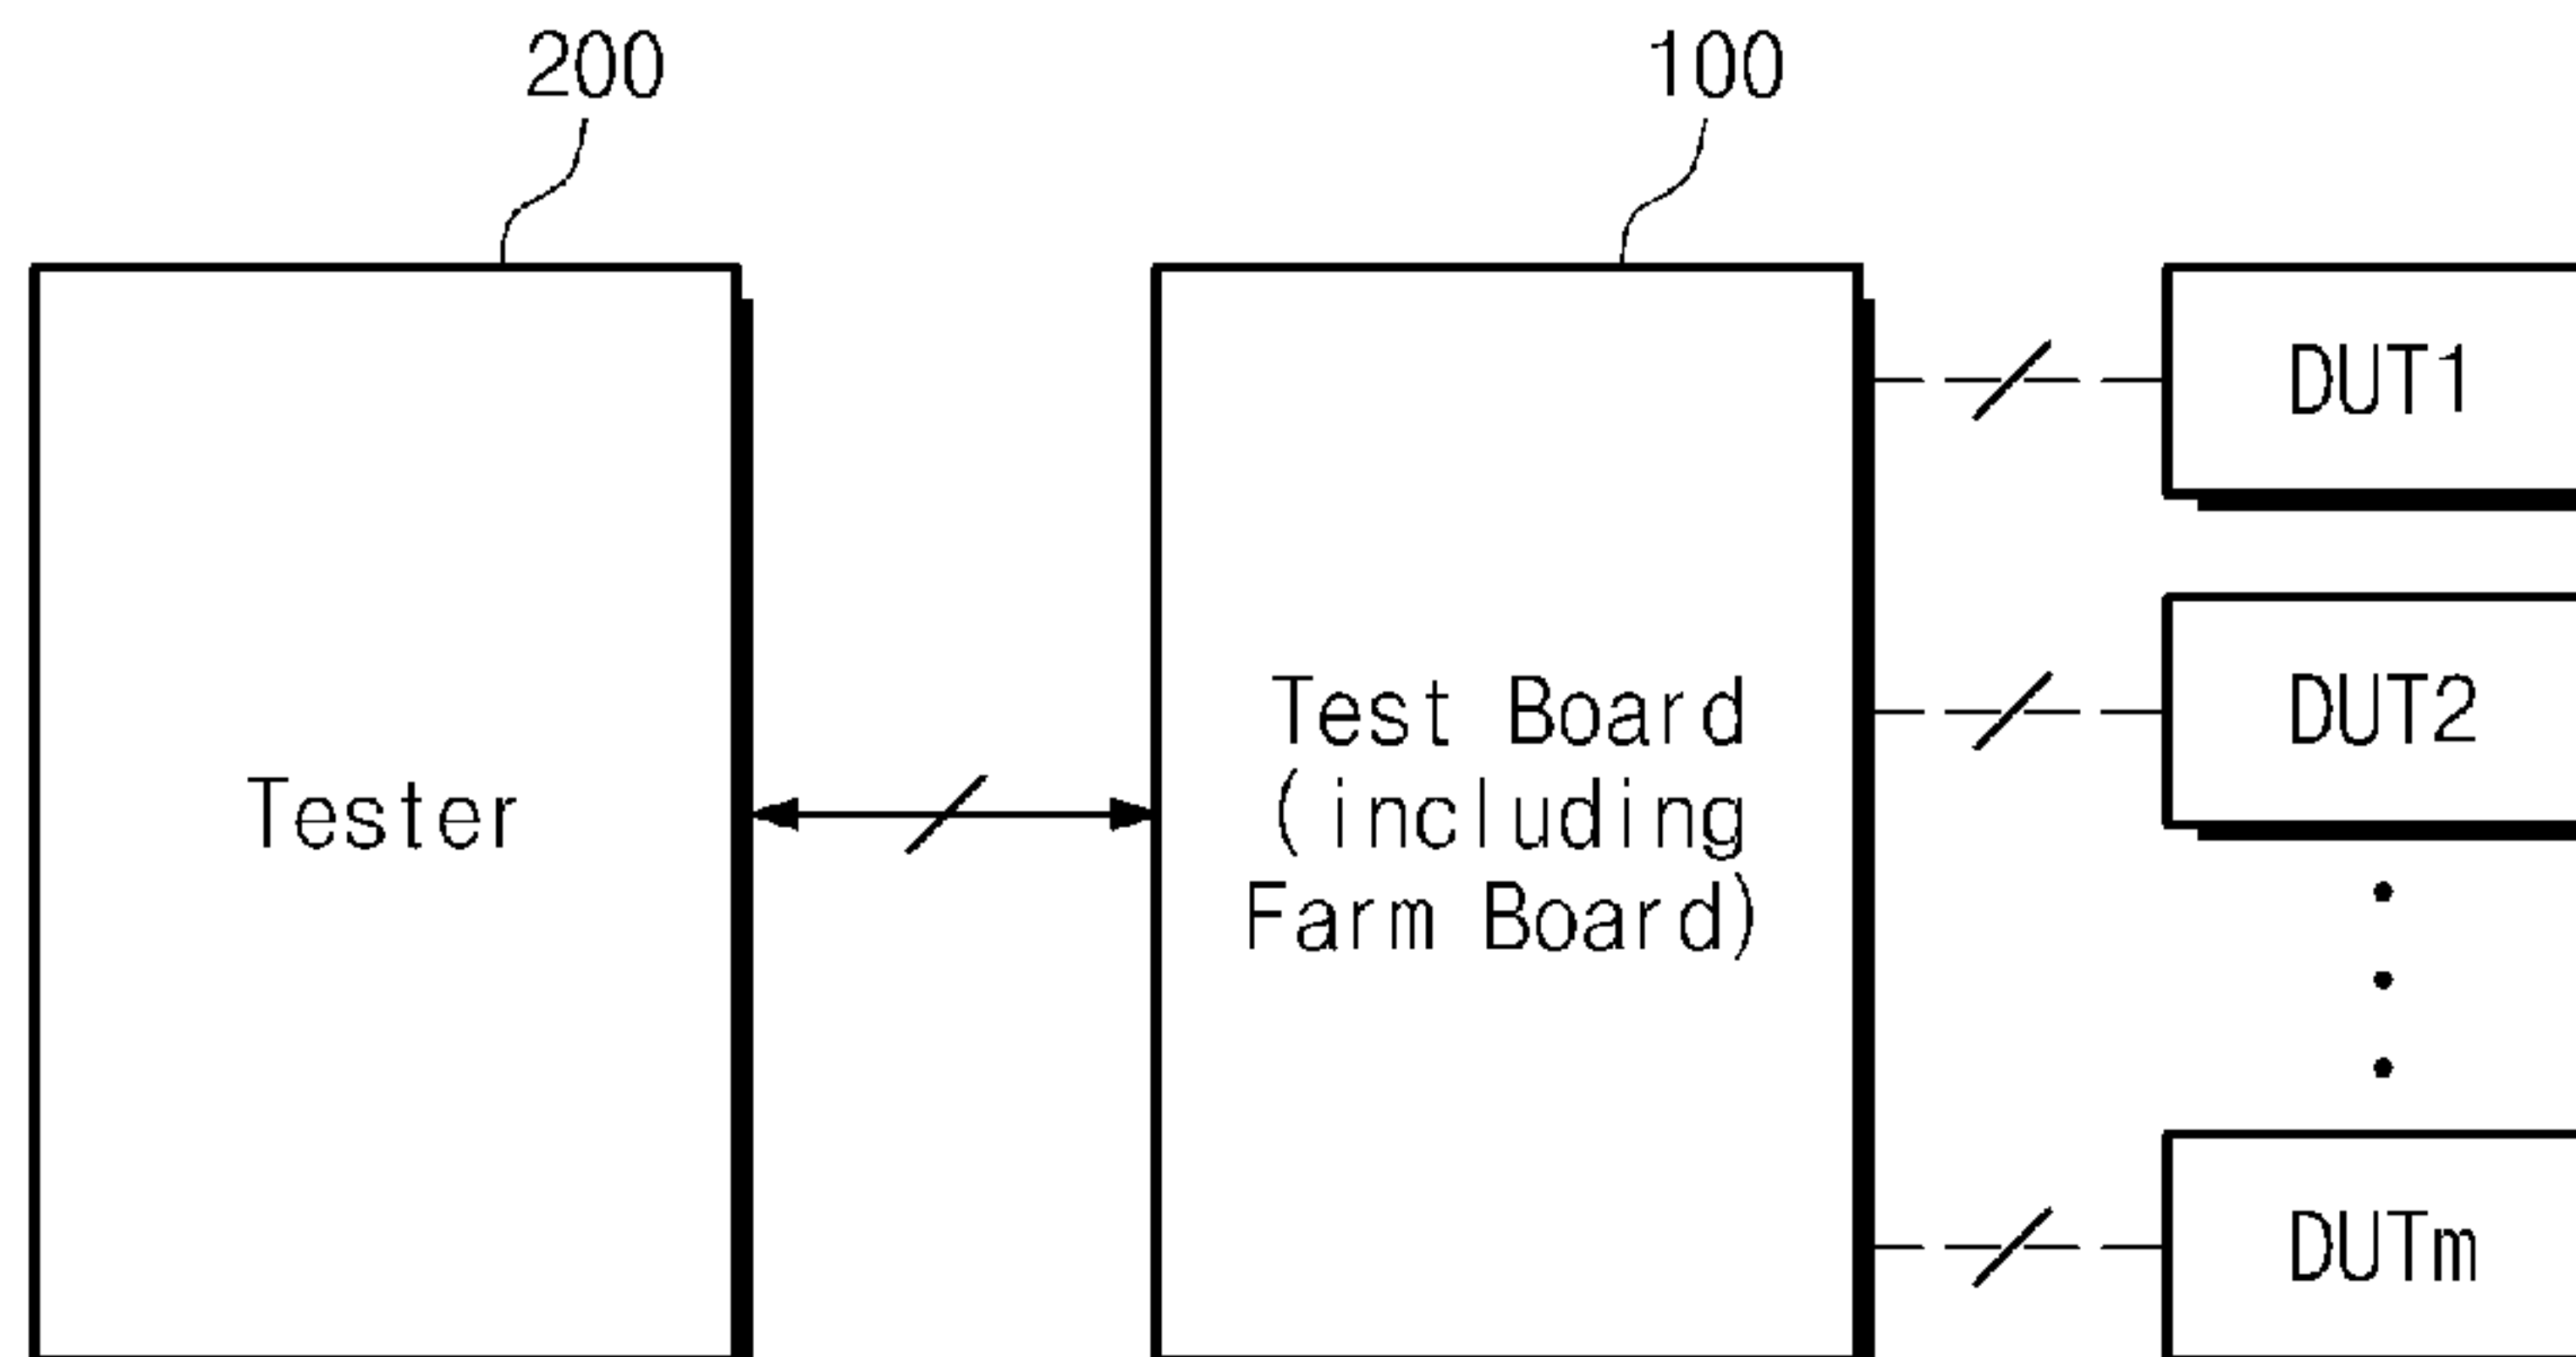 200
100
Tester
Test Board
(including
Farm Board)
DUT1
DUT2
DUTm